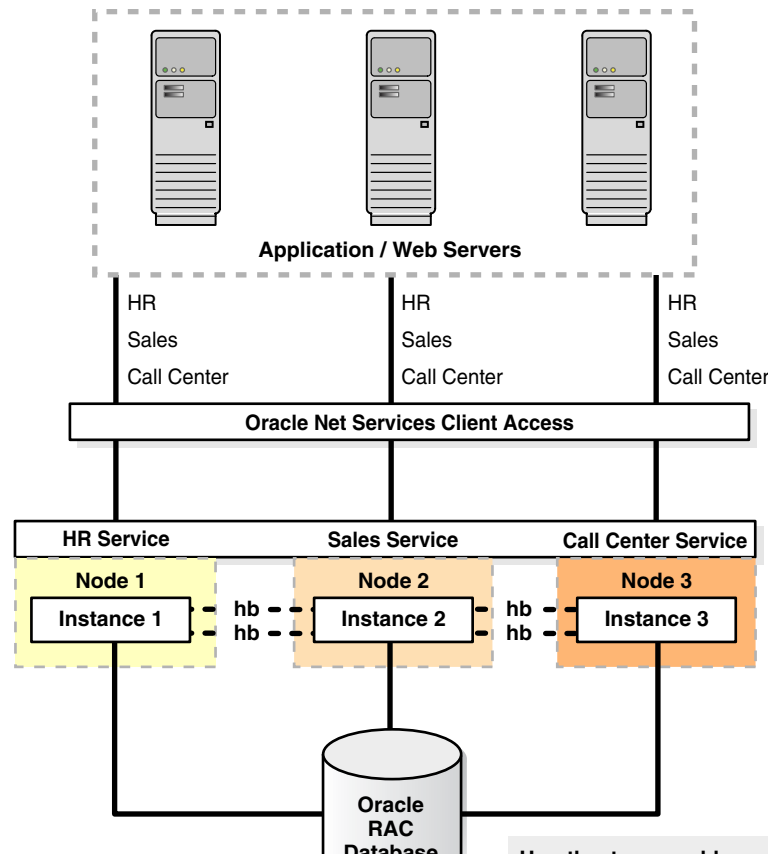 Application / Web Servers
HR
Sales
Call Center
HR
Sales
Call Center
HR
Sales
Call Center
Oracle Net Services Client Access
HR Service
Sales Service
Call Center Service
Node 1
Node 2
Node 3
Instance 1
hb
hb
Instance 2
hb
hb
Instance 3
Oracle
RAC
Database